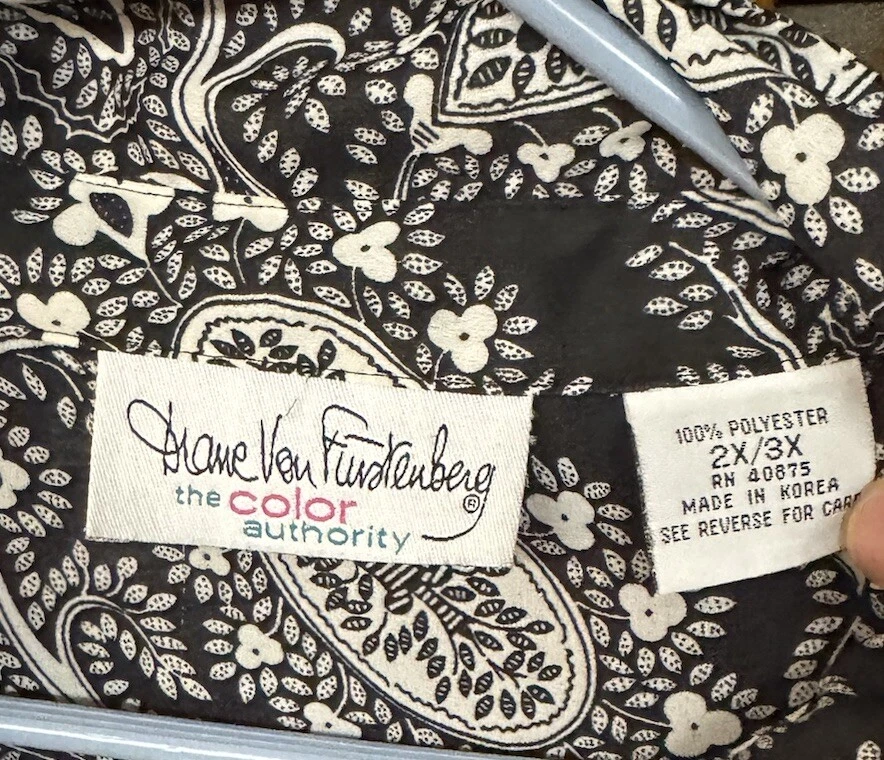 Diane Von Furstenberg
the color ®
authority
100% POLYESTER
2X/3X
RN 40875
MADE IN KOREA
SEE REVERSE FOR CARE